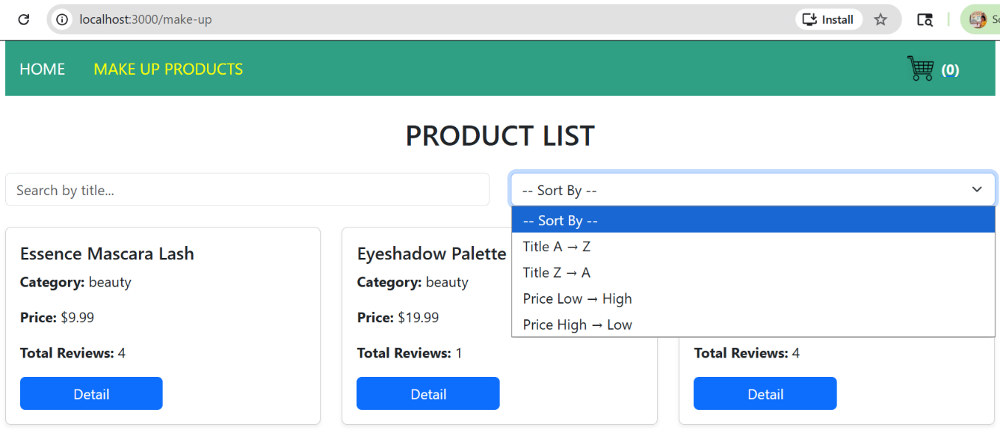 localhost:3000/make-up
Install
HOME MAKE UP PRODUCTS (0)
PRODUCT LIST
Search by title...
-- Sort By --
-- Sort By --
Title A → Z
Title Z → A
Price Low → High
Price High → Low
Essence Mascara Lash
Category: beauty
Price: $9.99
Total Reviews: 4
Detail
Eyeshadow Palette
Category: beauty
Price: $19.99
Total Reviews: 1
Detail
Total Reviews: 4
Detail